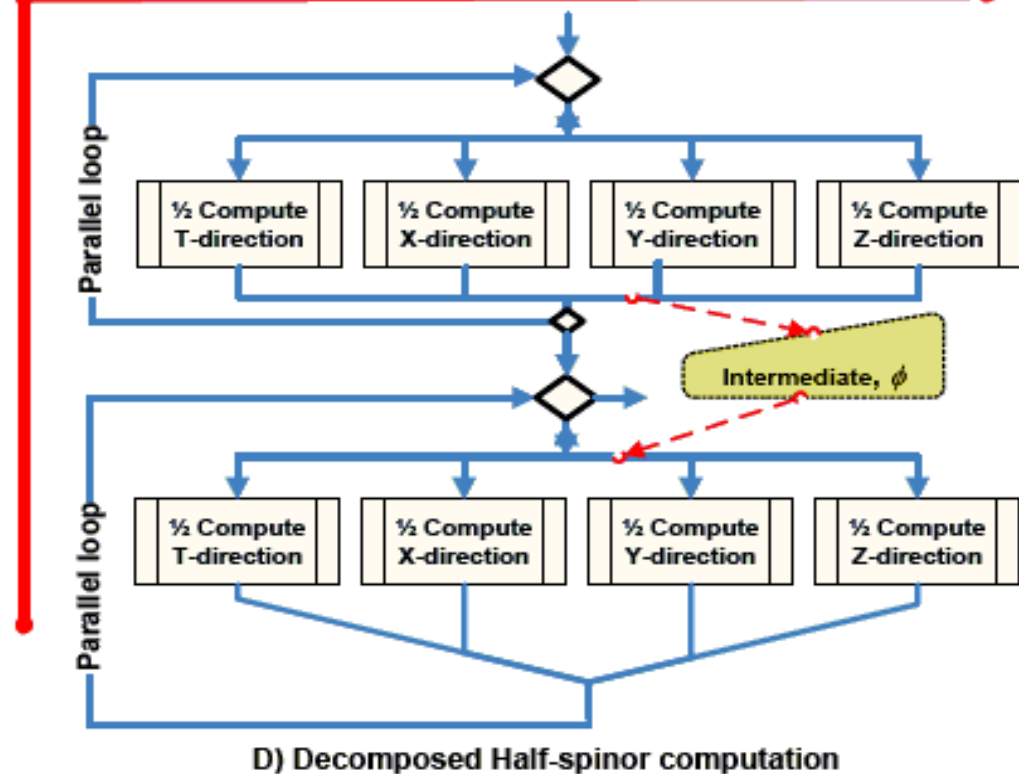 Parallel loop
½ Compute
T-direction
½ Compute
X-direction
½ Compute
Y-direction
½ Compute
Z-direction
Intermediate, ϕ
Parallel loop
½ Compute
T-direction
½ Compute
X-direction
½ Compute
Y-direction
½ Compute
Z-direction
D) Decomposed Half-spinor computation